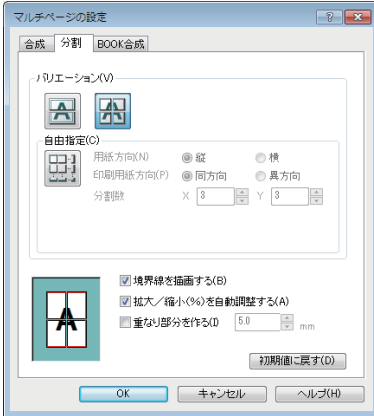 マルチページの設定
合成 分割 BOOK合成
バリエーション(V)
A A
自由指定(C)
用紙方向(N) 縦 横
印刷用紙方向(P) 同方向 異方向
分割数 X 3 Y 3
境界線を描画する(B)
拡大／縮小(%)を自動調整する(A)
重なり部分を作る(I) 5.0 mm
A
初期値に戻す(D)
OK キャンセル ヘルプ(H)